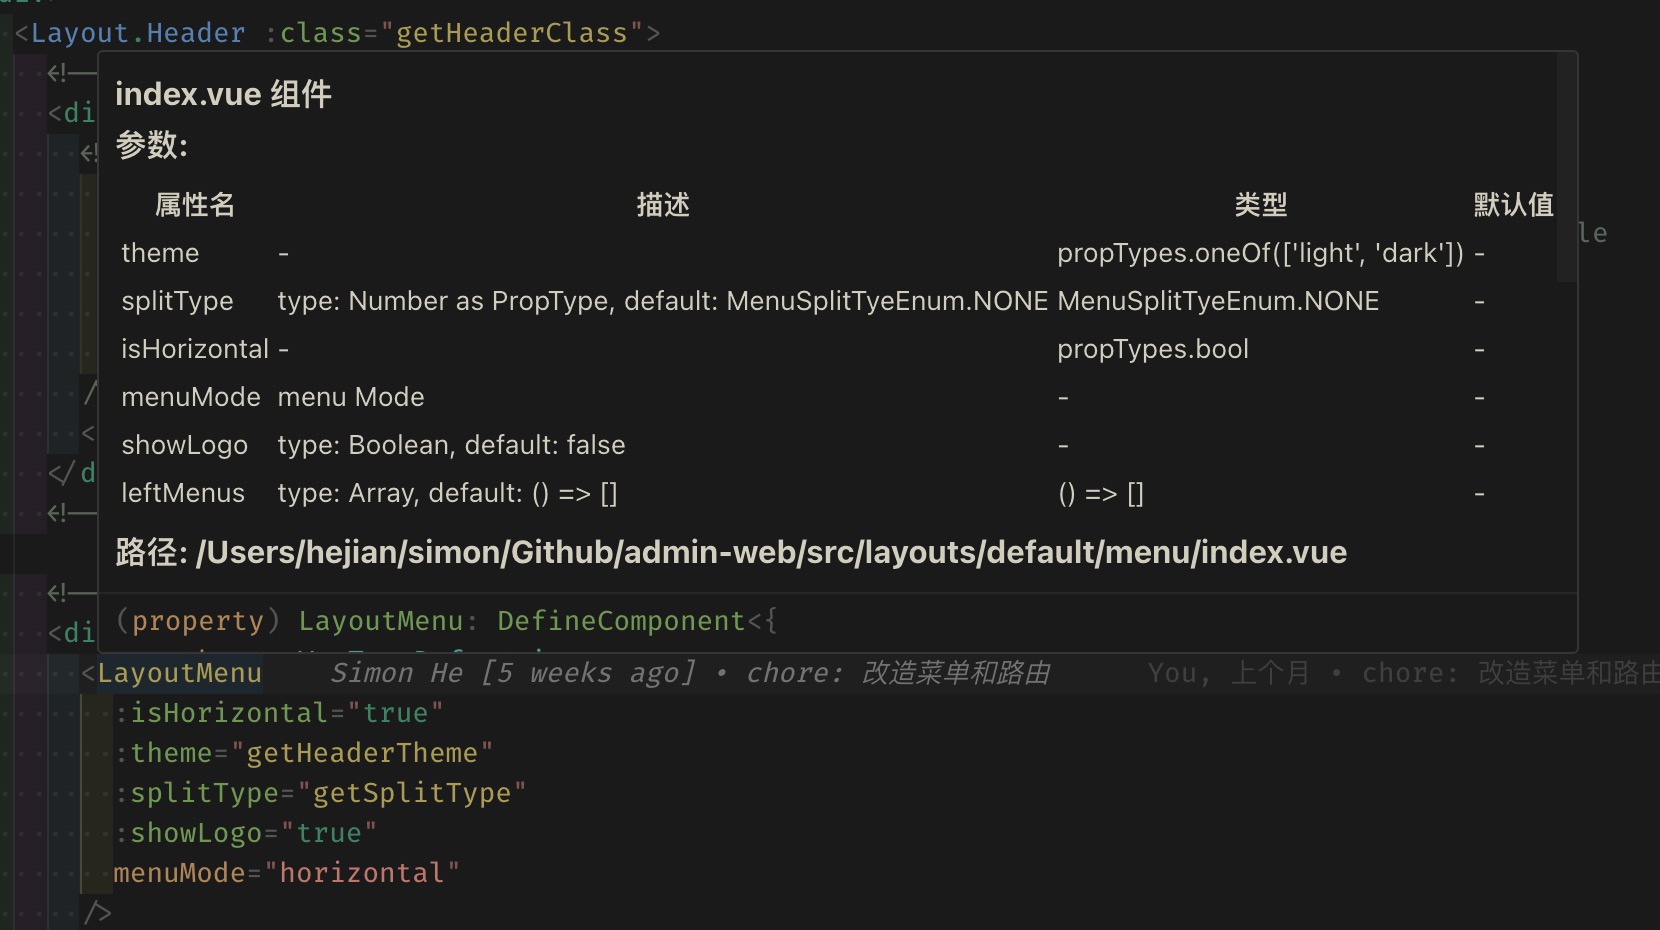 <Layout.Header :class="getHeaderClass">
<!—
<di
index.vue 组件
参数:
属性名 描述 类型 默认值
theme - propTypes.oneOf(['light', 'dark']) -
splitType type: Number as PropType, default: MenuSplitTyeEnum.NONE MenuSplitTyeEnum.NONE -
isHorizontal - propTypes.bool -
menuMode menu Mode - -
showLogo type: Boolean, default: false - -
leftMenus type: Array, default: () => [] () => [] -
路径: /Users/hejian/simon/Github/admin-web/src/layouts/default/menu/index.vue
le
</d
<!—
<!—
<di
(property) LayoutMenu: DefineComponent<{
<LayoutMenu Simon He [5 weeks ago] • chore: 改造菜单和路由 You, 上个月 • chore: 改造菜单和路由
:isHorizontal="true"
:theme="getHeaderTheme"
:splitType="getSplitType"
:showLogo="true"
menuMode="horizontal"
/>